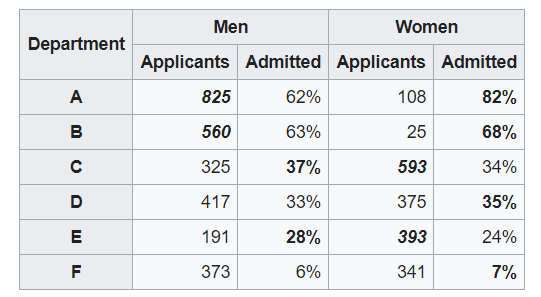 Department Men Women
Applicants Admitted Applicants Admitted
A 825 62% 108 82%
B 560 63% 25 68%
C 325 37% 593 34%
D 417 33% 375 35%
E 191 28% 393 24%
F 373 6% 341 7%